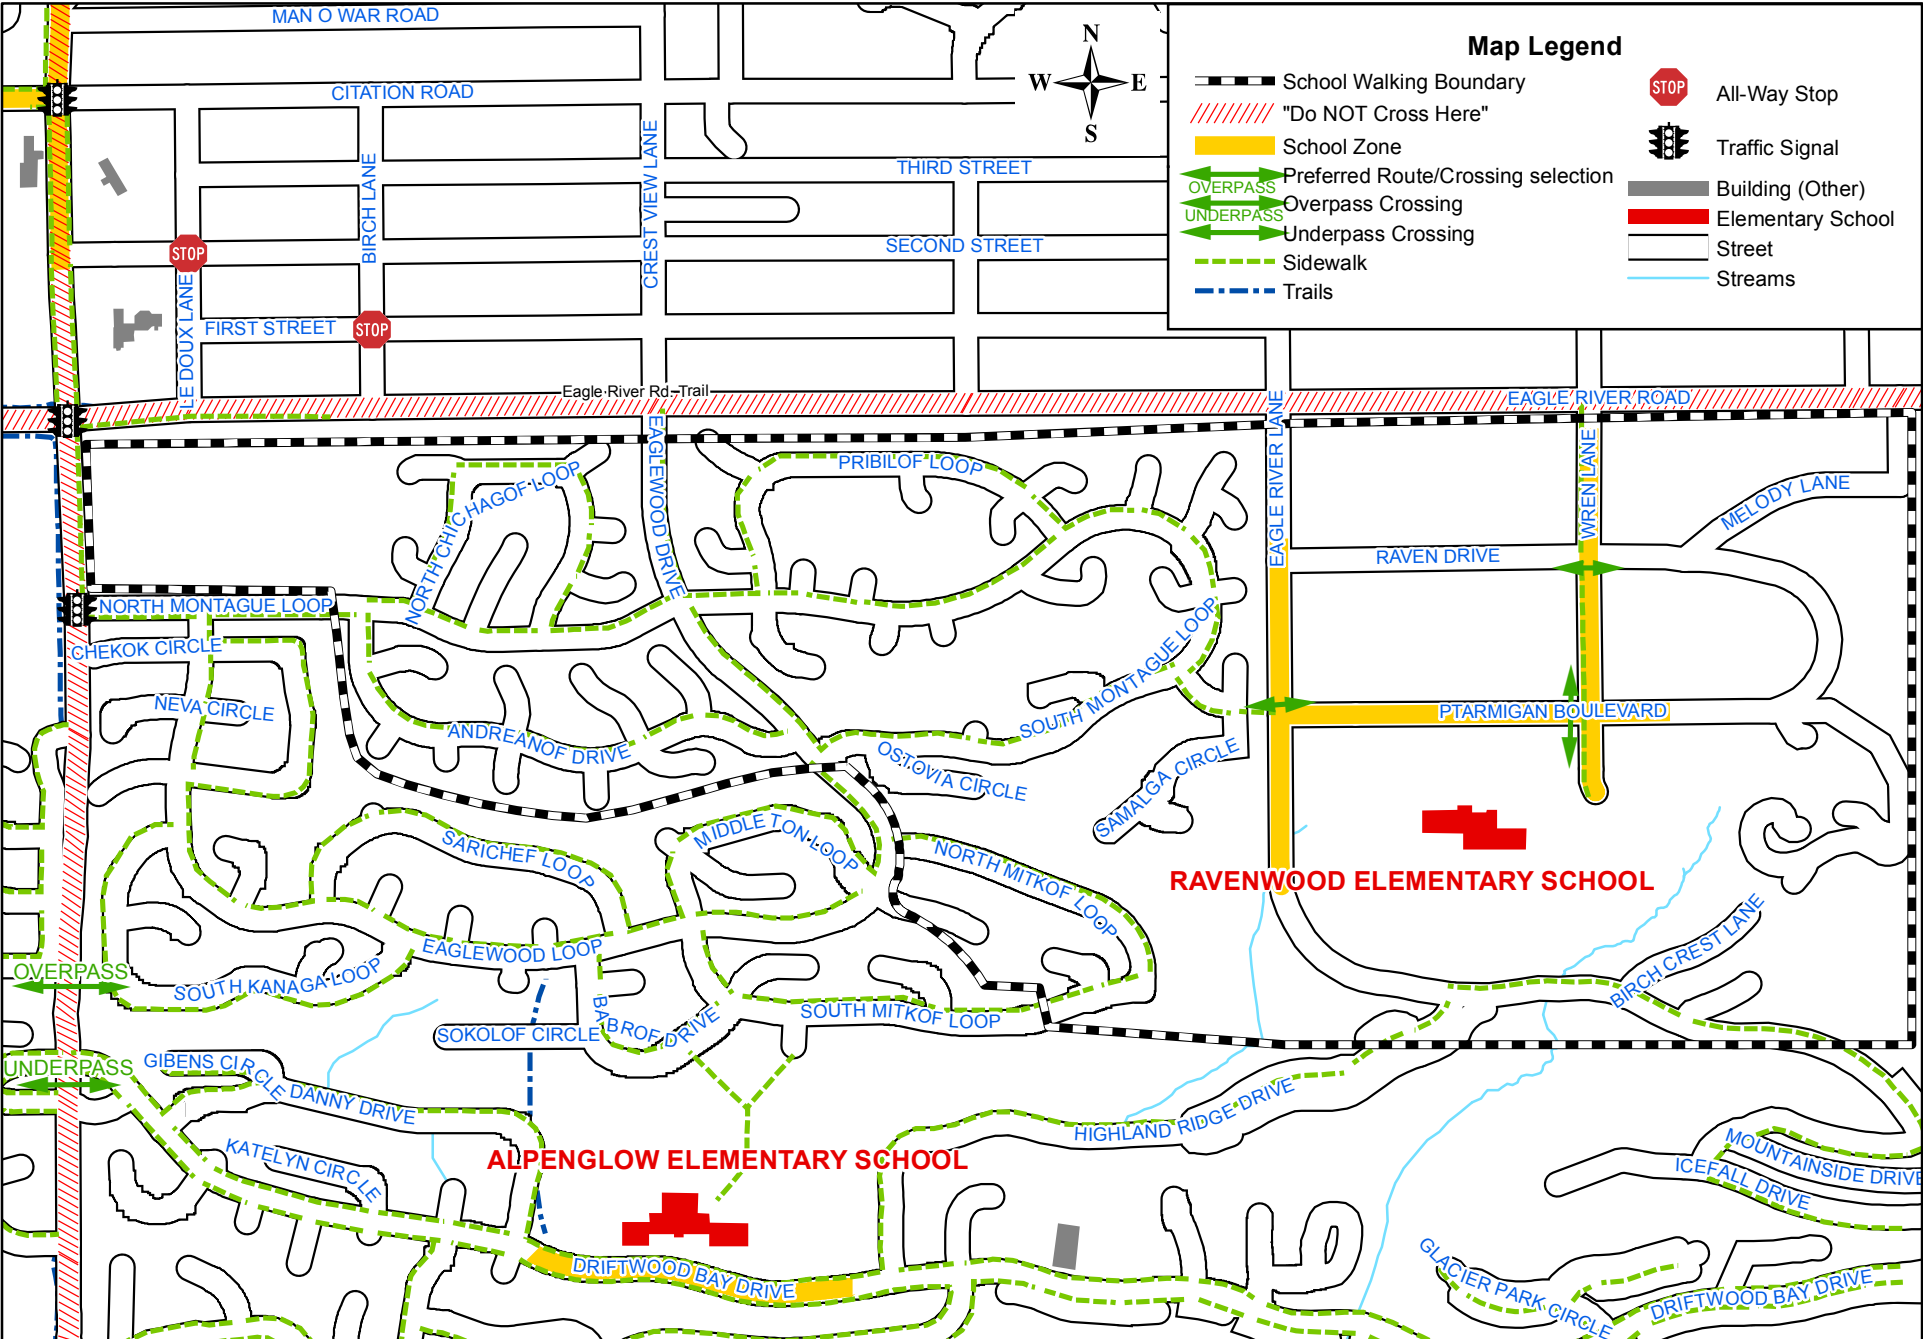 MAN O WAR ROAD
N
W E
S
Map Legend
School Walking Boundary
"Do NOT Cross Here"
School Zone
Preferred Route/Crossing selection
OVERPASS
Overpass Crossing
UNDERPASS
Underpass Crossing
Sidewalk
Trails
STOP
All-Way Stop
Traffic Signal
Building (Other)
Elementary School
Street
Streams
CITATION ROAD
BIRCH LANE
CREST VIEW LANE
THIRD STREET
SECOND STREET
STOP
LE DOUX LANE
FIRST STREET
STOP
Eagle River Rd. Trail
EAGLE RIVER ROAD
EAGLE RIVER LANE
WREN LANE
EAGLEWOOD DRIVE
NORTH CHICHAGOF LOOP
PRIBILOF LOOP
MELODY LANE
RAVEN DRIVE
NORTH MONTAGUE LOOP
CHEKOK CIRCLE
NEVA CIRCLE
SOUTH MONTAGUE LOOP
PTARMIGAN BOULEVARD
ANDREANOF DRIVE
OSTOVIA CIRCLE
SAMALGA CIRCLE
SARICHEF LOOP
MIDDLETON LOOP
NORTH MITKOF LOOP
RAVENWOOD ELEMENTARY SCHOOL
BIRCH CREST LANE
EAGLEWOOD LOOP
OVERPASS
SOUTH KANAGA LOOP
BABROF DRIVE
SOUTH MITKOF LOOP
SOKOLOF CIRCLE
UNDERPASS
GIBENS CIRCLE
DANNY DRIVE
HIGHLAND RIDGE DRIVE
KATELYN CIRCLE
ALPENGLOW ELEMENTARY SCHOOL
MOUNTAINSIDE DRIVE
ICEFALL DRIVE
DRIFTWOOD BAY DRIVE
GLACIER PARK CIRCLE
DRIFTWOOD BAY DRIVE